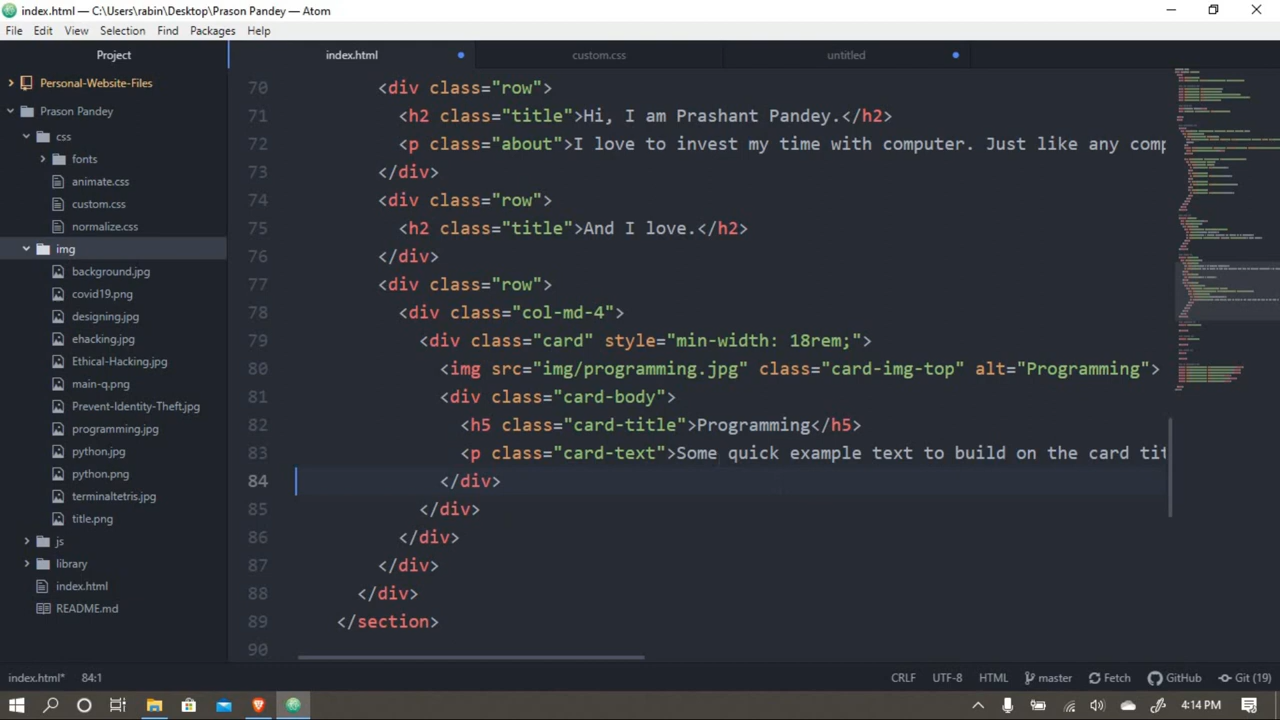 index.html — C:\Users\rabin\Desktop\Prason Pandey — Atom
File Edit View Selection Find Packages Help
Project
index.html
custom.css
untitled
Personal-Website-Files
Prason Pandey
css
fonts
animate.css
custom.css
normalize.css
img
background.jpg
covid19.png
designing.jpg
ehacking.jpg
Ethical-Hacking.jpg
main-q.png
Prevent-Identity-Theft.jpg
programming.jpg
python.jpg
python.png
terminaltetris.jpg
title.png
js
library
index.html
README.md
70 <div class="row">
71 <h2 class="title">Hi, I am Prashant Pandey.</h2>
72 <p class="about">I love to invest my time with computer. Just like any comp
73 </div>
74 <div class="row">
75 <h2 class="title">And I love.</h2>
76 </div>
77 <div class="row">
78 <div class="col-md-4">
79 <div class="card" style="min-width: 18rem;">
80 <img src="img/programming.jpg" class="card-img-top" alt="Programming">
81 <div class="card-body">
82 <h5 class="card-title">Programming</h5>
83 <p class="card-text">Some quick example text to build on the card tit
84 </div>
85 </div>
86 </div>
87 </div>
88 </div>
89 </section>
90
index.html* 84:1
CRLF UTF-8 HTML master Fetch GitHub Git (19)
4:14 PM